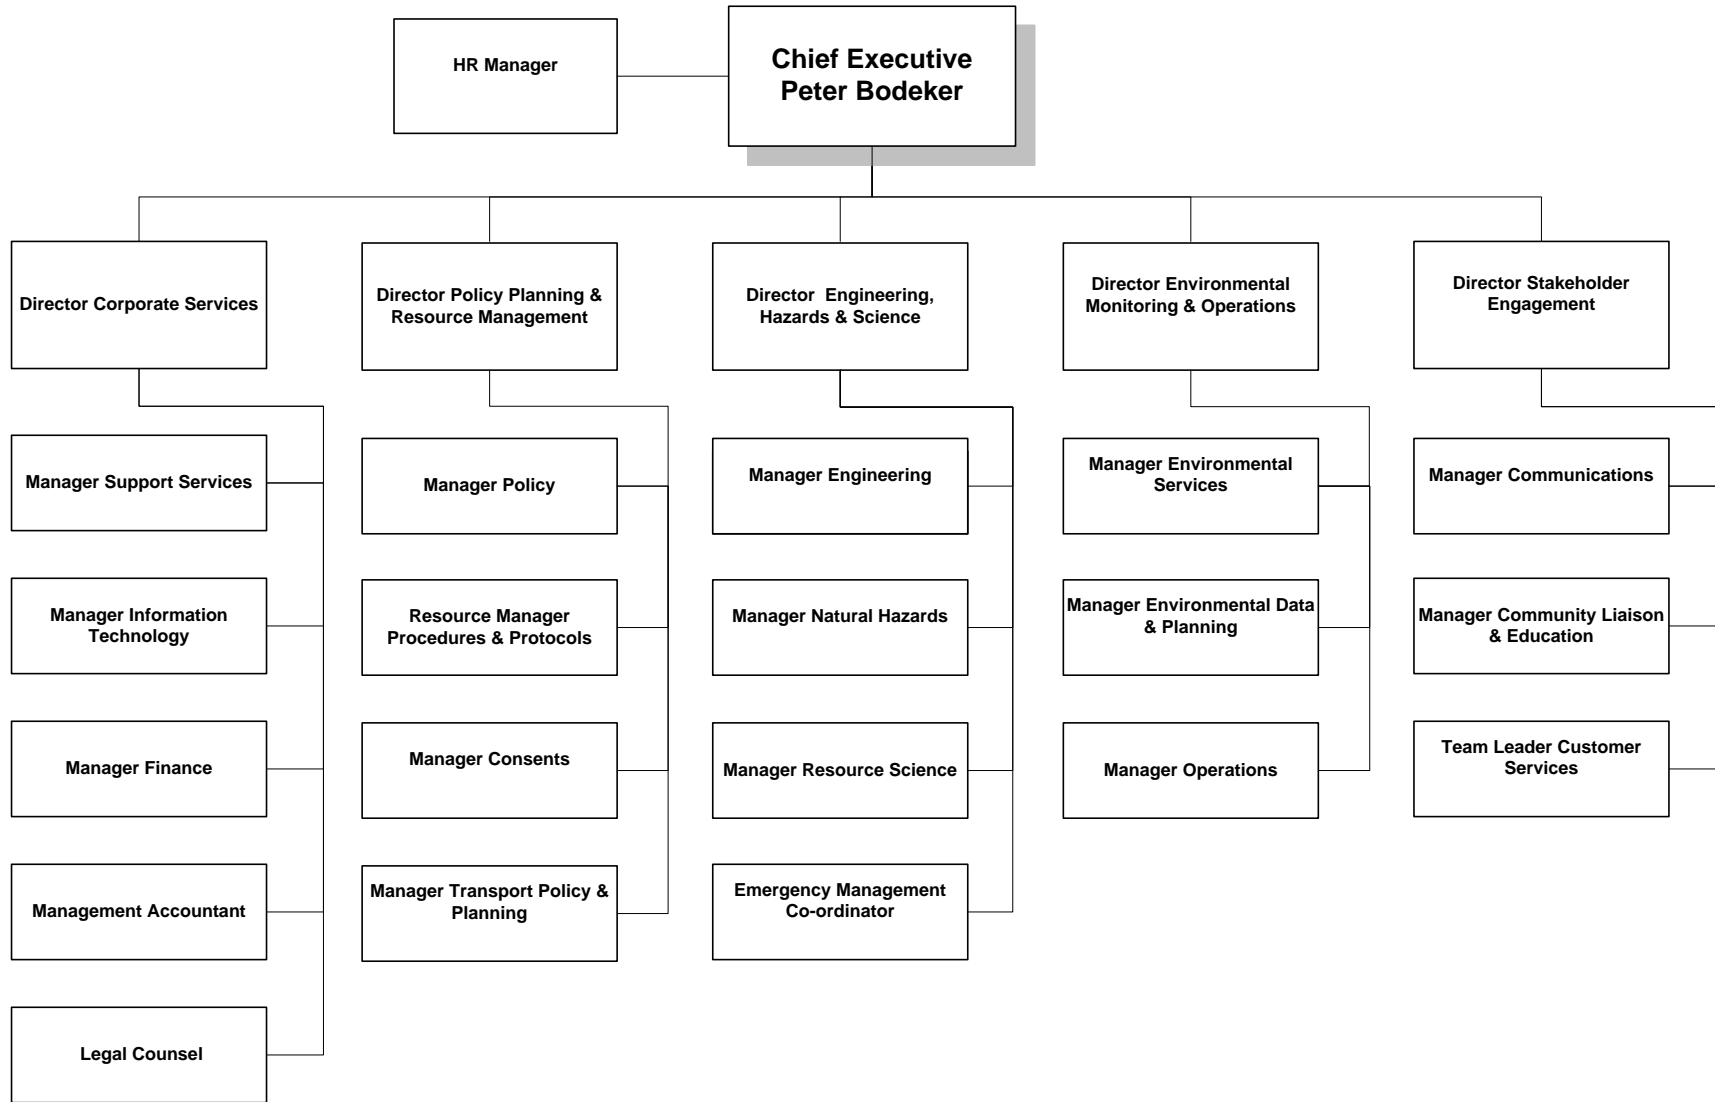 HR Manager
Chief Executive
Peter Bodeker
Director Corporate Services
Director Policy Planning &
Resource Management
Director Engineering,
Hazards & Science
Director Environmental
Monitoring & Operations
Director Stakeholder
Engagement
Manager Support Services
Manager Information
Technology
Manager Finance
Management Accountant
Legal Counsel
Manager Policy
Resource Manager
Procedures & Protocols
Manager Consents
Manager Transport Policy &
Planning
Manager Engineering
Manager Natural Hazards
Manager Resource Science
Emergency Management
Co-ordinator
Manager Environmental
Services
Manager Environmental Data
& Planning
Manager Operations
Manager Communications
Manager Community Liaison
& Education
Team Leader Customer
Services